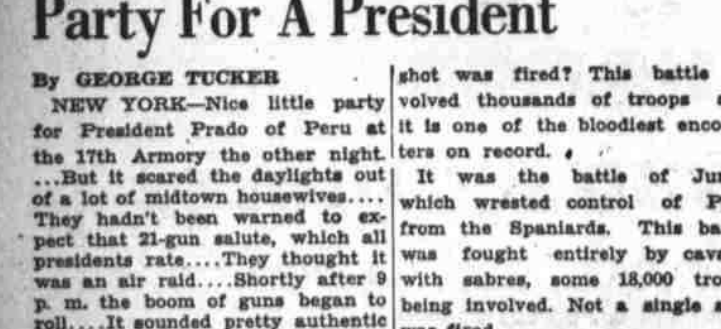 Party For A President
By GEORGE TUCKER
NEW YORK—Nice little party
for President Prado of Peru at
the 17th Armory the other night.
...But it scared the daylights out
of a lot of midtown housewives....
They hadn't been warned to ex-
pect that 21-gun salute, which all
presidents rate....They thought it
was an air raid....Shortly after 9
p. m. the boom of guns began to
roll....It sounded pretty authentic
shot was fired? This battle
volved thousands of troops
it is one of the bloodiest enco
ters on record.
It was the battle of Jun
which wrested control of P
from the Spaniards. This ba
was fought entirely by cava
with sabres, some 18,000 tro
being involved. Not a single s
was fired